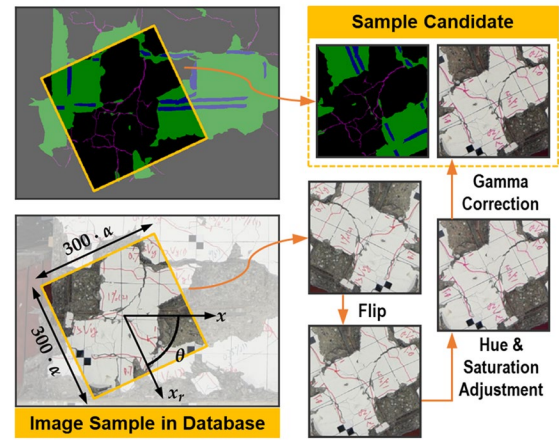 Sample Candidate
Gamma
Correction
300 · α
300 · α
x
θ
x_r
Flip
Hue &
Saturation
Adjustment
Image Sample in Database